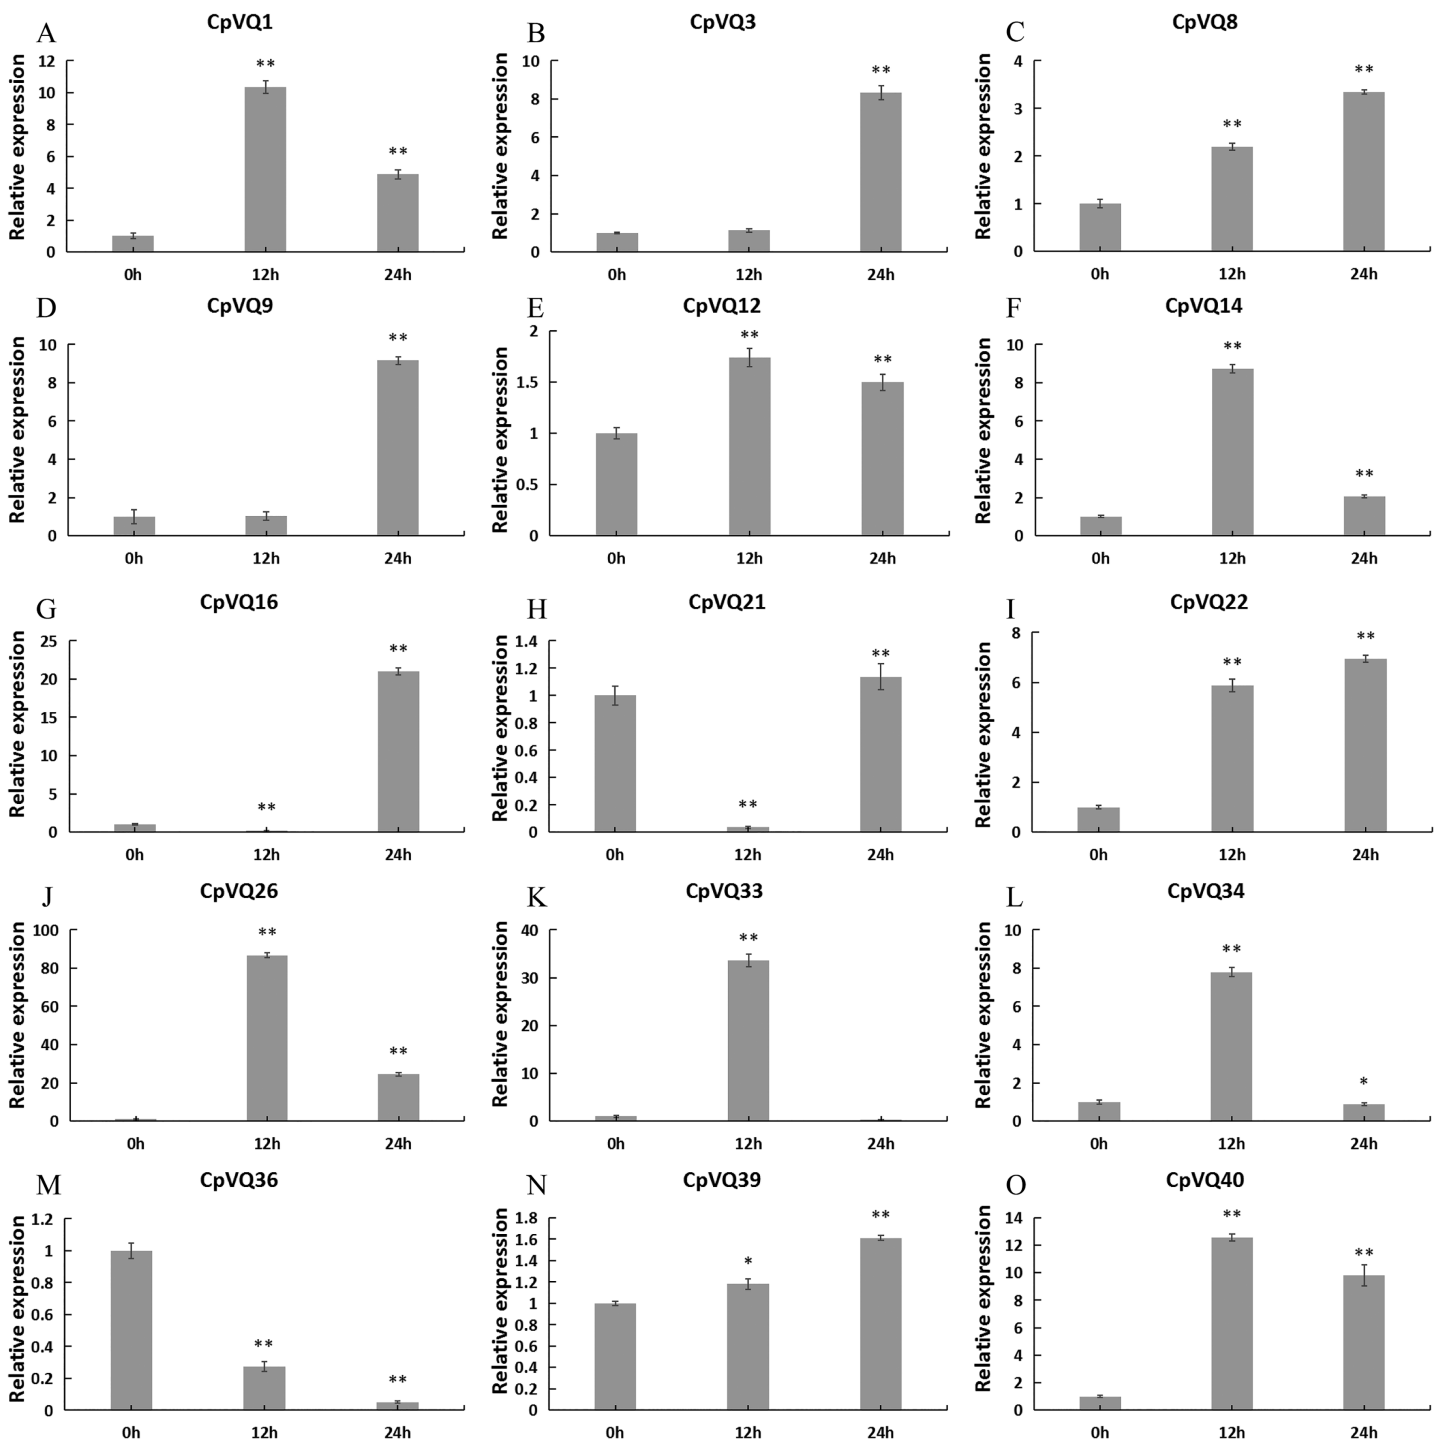 A
CpVQ1
Relative expression
12
10
8
6
4
2
0
**
**
0h 12h 24h
B
CpVQ3
Relative expression
10
8
6
4
2
0
**
0h 12h 24h
C
CpVQ8
Relative expression
4
3
2
1
0
**
**
0h 12h 24h
D
CpVQ9
Relative expression
10
8
6
4
2
0
**
0h 12h 24h
E
CpVQ12
Relative expression
2
1.5
1
0.5
0
**
**
0h 12h 24h
F
CpVQ14
Relative expression
10
8
6
4
2
0
**
**
0h 12h 24h
G
CpVQ16
Relative expression
25
20
15
10
5
0
**
**
0h 12h 24h
H
CpVQ21
Relative expression
1.4
1.2
1
0.8
0.6
0.4
0.2
0
**
**
0h 12h 24h
I
CpVQ22
Relative expression
8
6
4
2
0
**
**
0h 12h 24h
J
CpVQ26
Relative expression
100
80
60
40
20
0
**
**
0h 12h 24h
K
CpVQ33
Relative expression
40
30
20
10
0
**
0h 12h 24h
L
CpVQ34
Relative expression
10
8
6
4
2
0
**
*
0h 12h 24h
M
CpVQ36
Relative expression
1.2
1
0.8
0.6
0.4
0.2
0
**
**
0h 12h 24h
N
CpVQ39
Relative expression
1.8
1.6
1.4
1.2
1
0.8
0.6
0.4
0.2
0
*
**
0h 12h 24h
O
CpVQ40
Relative expression
14
12
10
8
6
4
2
0
**
**
0h 12h 24h